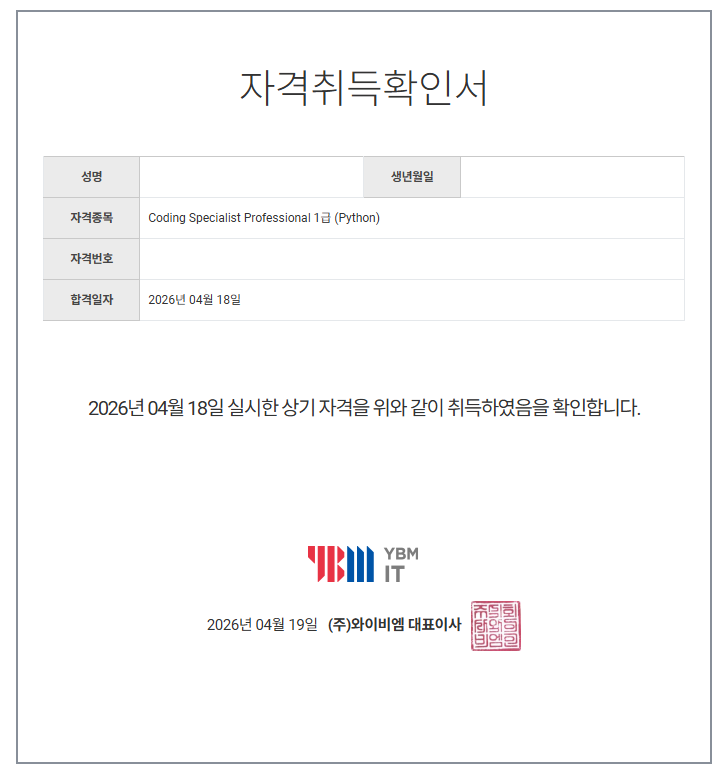 자격취득확인서
성명 생년월일
자격종목 Coding Specialist Professional 1급 (Python)
자격번호
합격일자 2026년 04월 18일
2026년 04월 18일 실시한 상기 자격을 위와 같이 취득하였음을 확인합니다.
YBM YBM
IT
2026년 04월 19일 (주)와이비엠 대표이사